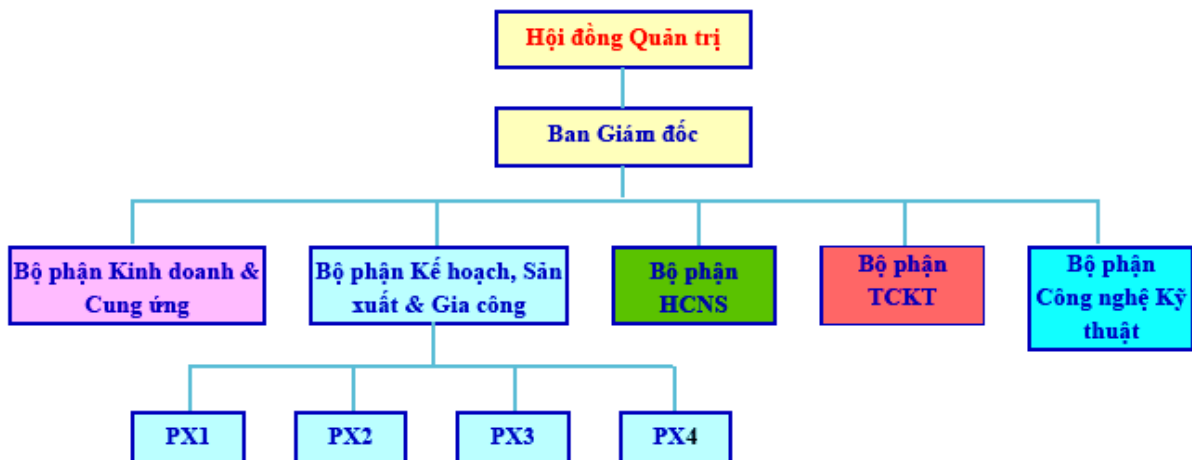 Hội đồng Quản trị
Ban Giám đốc
Bộ phận Kinh doanh &
Cung ứng
Bộ phận Kế hoạch, Sản
xuất & Gia công
Bộ phận
HCNS
Bộ phận
TCKT
Bộ phận
Công nghệ Kỹ
thuật
PX1
PX2
PX3
PX4